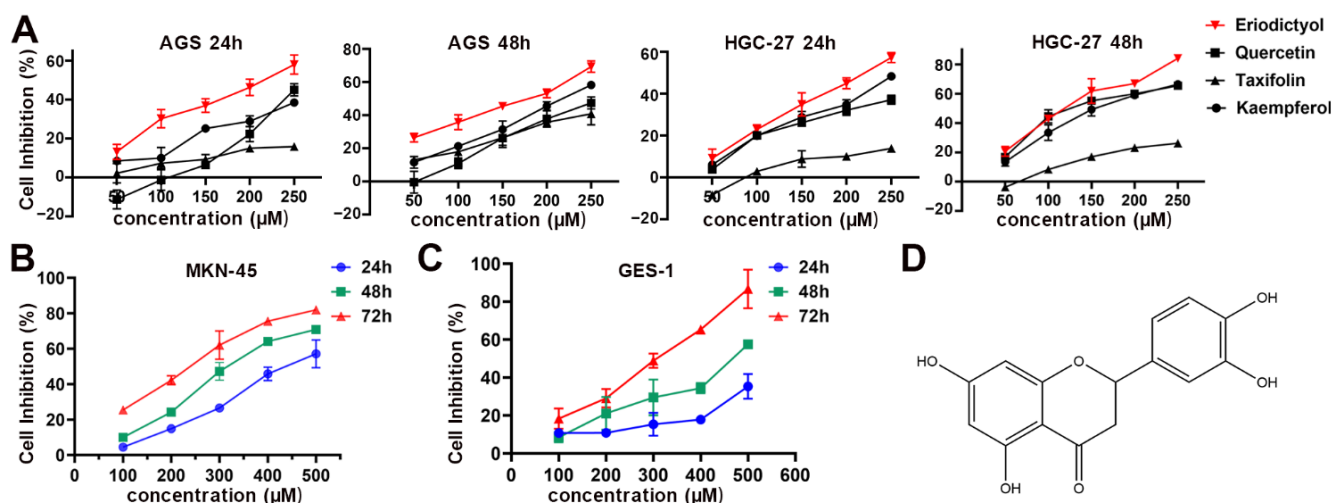 A
AGS 24h
AGS 48h
HGC-27 24h
HGC-27 48h
Eriodictyol
Quercetin
Taxifolin
Kaempferol
Cell Inhibition (%)
60
40
20
0
−20
50 100 150 200 250
concentration (µM)
80
60
40
20
0
−20
50 100 150 200 250
concentration (µM)
60
40
20
0
−20
50 100 150 200 250
concentration (µM)
80
60
40
20
0
−20
50 100 150 200 250
concentration (µM)
B
MKN-45
24h
48h
72h
Cell Inhibition (%)
100
80
60
40
20
0
0 100 200 300 400 500
concentration (µM)
C
GES-1
24h
48h
72h
Cell Inhibition (%)
100
80
60
40
20
0
0 100 200 300 400 500 600
concentration (µM)
D
OH
OH
HO
O
OH
O